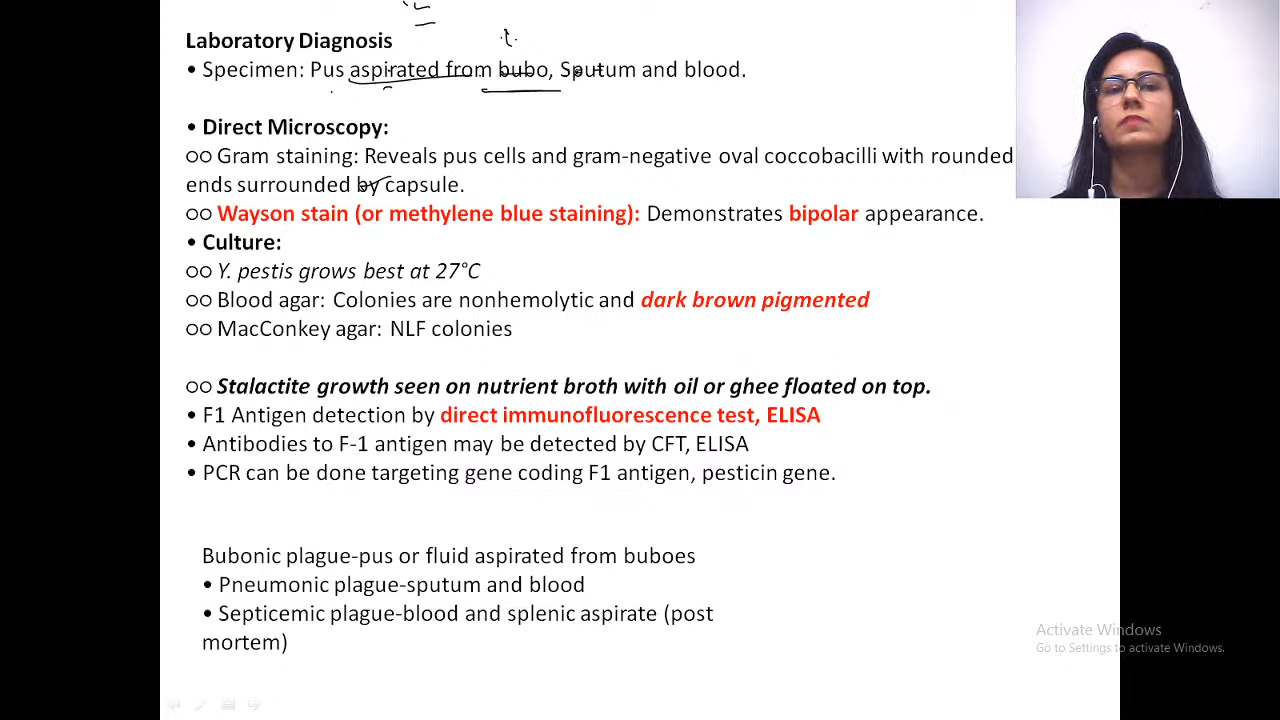 Laboratory Diagnosis
• Specimen: Pus aspirated from bubo, Sputum and blood.
• Direct Microscopy:
○○ Gram staining: Reveals pus cells and gram-negative oval coccobacilli with rounded
ends surrounded by capsule.
○○ Wayson stain (or methylene blue staining): Demonstrates bipolar appearance.
• Culture:
○○ Y. pestis grows best at 27°C
○○ Blood agar: Colonies are nonhemolytic and dark brown pigmented
○○ MacConkey agar: NLF colonies
○○ Stalactite growth seen on nutrient broth with oil or ghee floated on top.
• F1 Antigen detection by direct immunofluorescence test, ELISA
• Antibodies to F-1 antigen may be detected by CFT, ELISA
• PCR can be done targeting gene coding F1 antigen, pesticin gene.
Bubonic plague-pus or fluid aspirated from buboes
• Pneumonic plague-sputum and blood
• Septicemic plague-blood and splenic aspirate (post
mortem)
Activate Windows
Go to Settings to activate Windows.